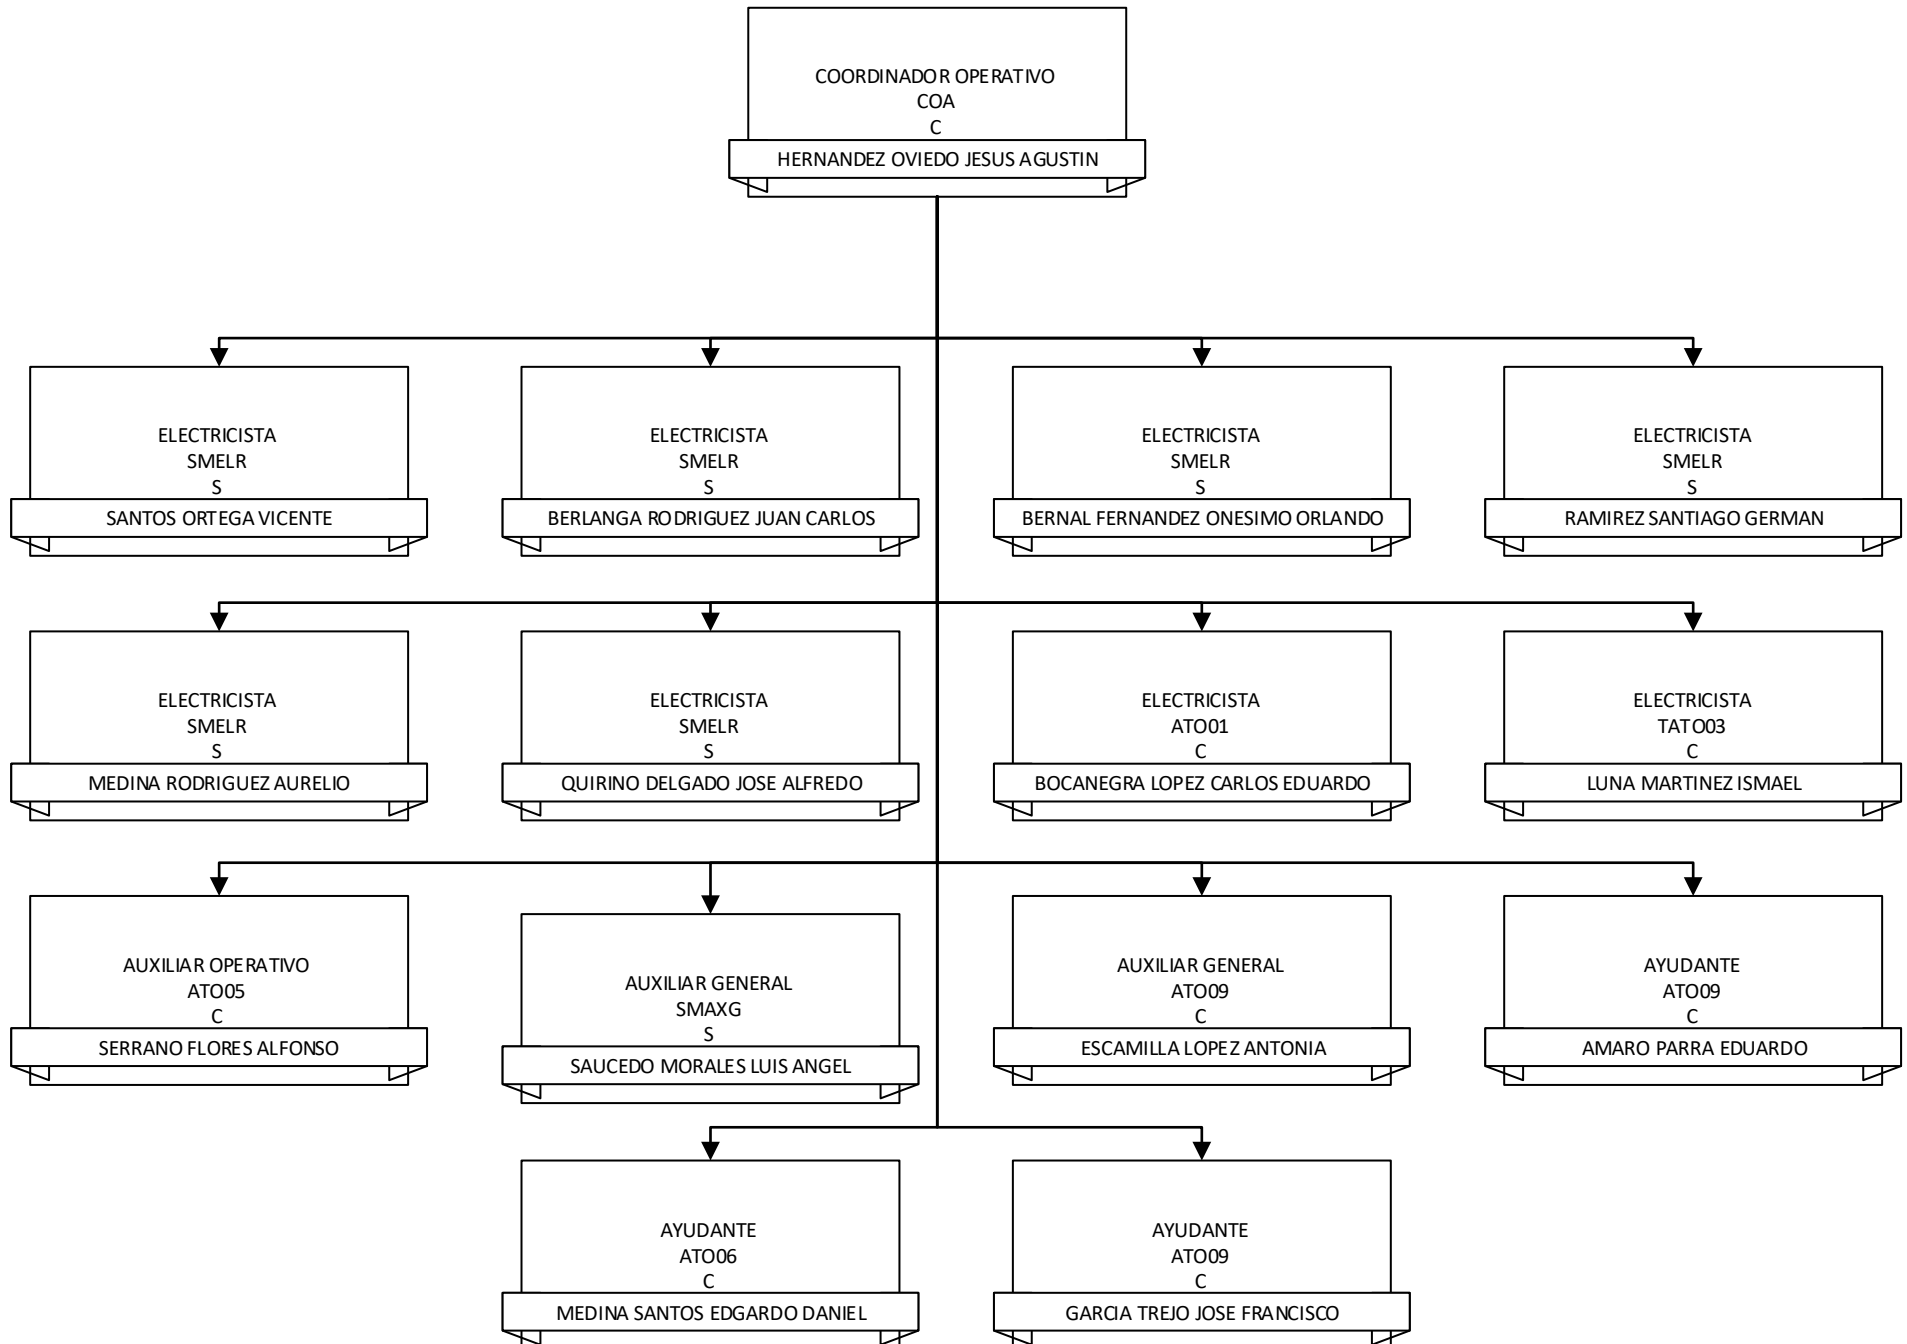 COORDINADOR OPERATIVO
COA
C
HERNANDEZ OVIEDO JESUS AGUSTIN
ELECTRICISTA
SMELR
S
SANTOS ORTEGA VICENTE
ELECTRICISTA
SMELR
S
BERLANGA RODRIGUEZ JUAN CARLOS
ELECTRICISTA
SMELR
S
BERNAL FERNANDEZ ONESIMO ORLANDO
ELECTRICISTA
SMELR
S
RAMIREZ SANTIAGO GERMAN
ELECTRICISTA
SMELR
S
MEDINA RODRIGUEZ AURELIO
ELECTRICISTA
SMELR
S
QUIRINO DELGADO JOSE ALFREDO
ELECTRICISTA
ATO01
C
BOCANEGRA LOPEZ CARLOS EDUARDO
ELECTRICISTA
TATO03
C
LUNA MARTINEZ ISMAEL
AUXILIAR OPERATIVO
ATO05
C
SERRANO FLORES ALFONSO
AUXILIAR GENERAL
SMAXG
S
SAUCEDO MORALES LUIS ANGEL
AUXILIAR GENERAL
ATO09
C
ESCAMILLA LOPEZ ANTONIA
AYUDANTE
ATO09
C
AMARO PARRA EDUARDO
AYUDANTE
ATO06
C
MEDINA SANTOS EDGARDO DANIEL
AYUDANTE
ATO09
C
GARCIA TREJO JOSE FRANCISCO